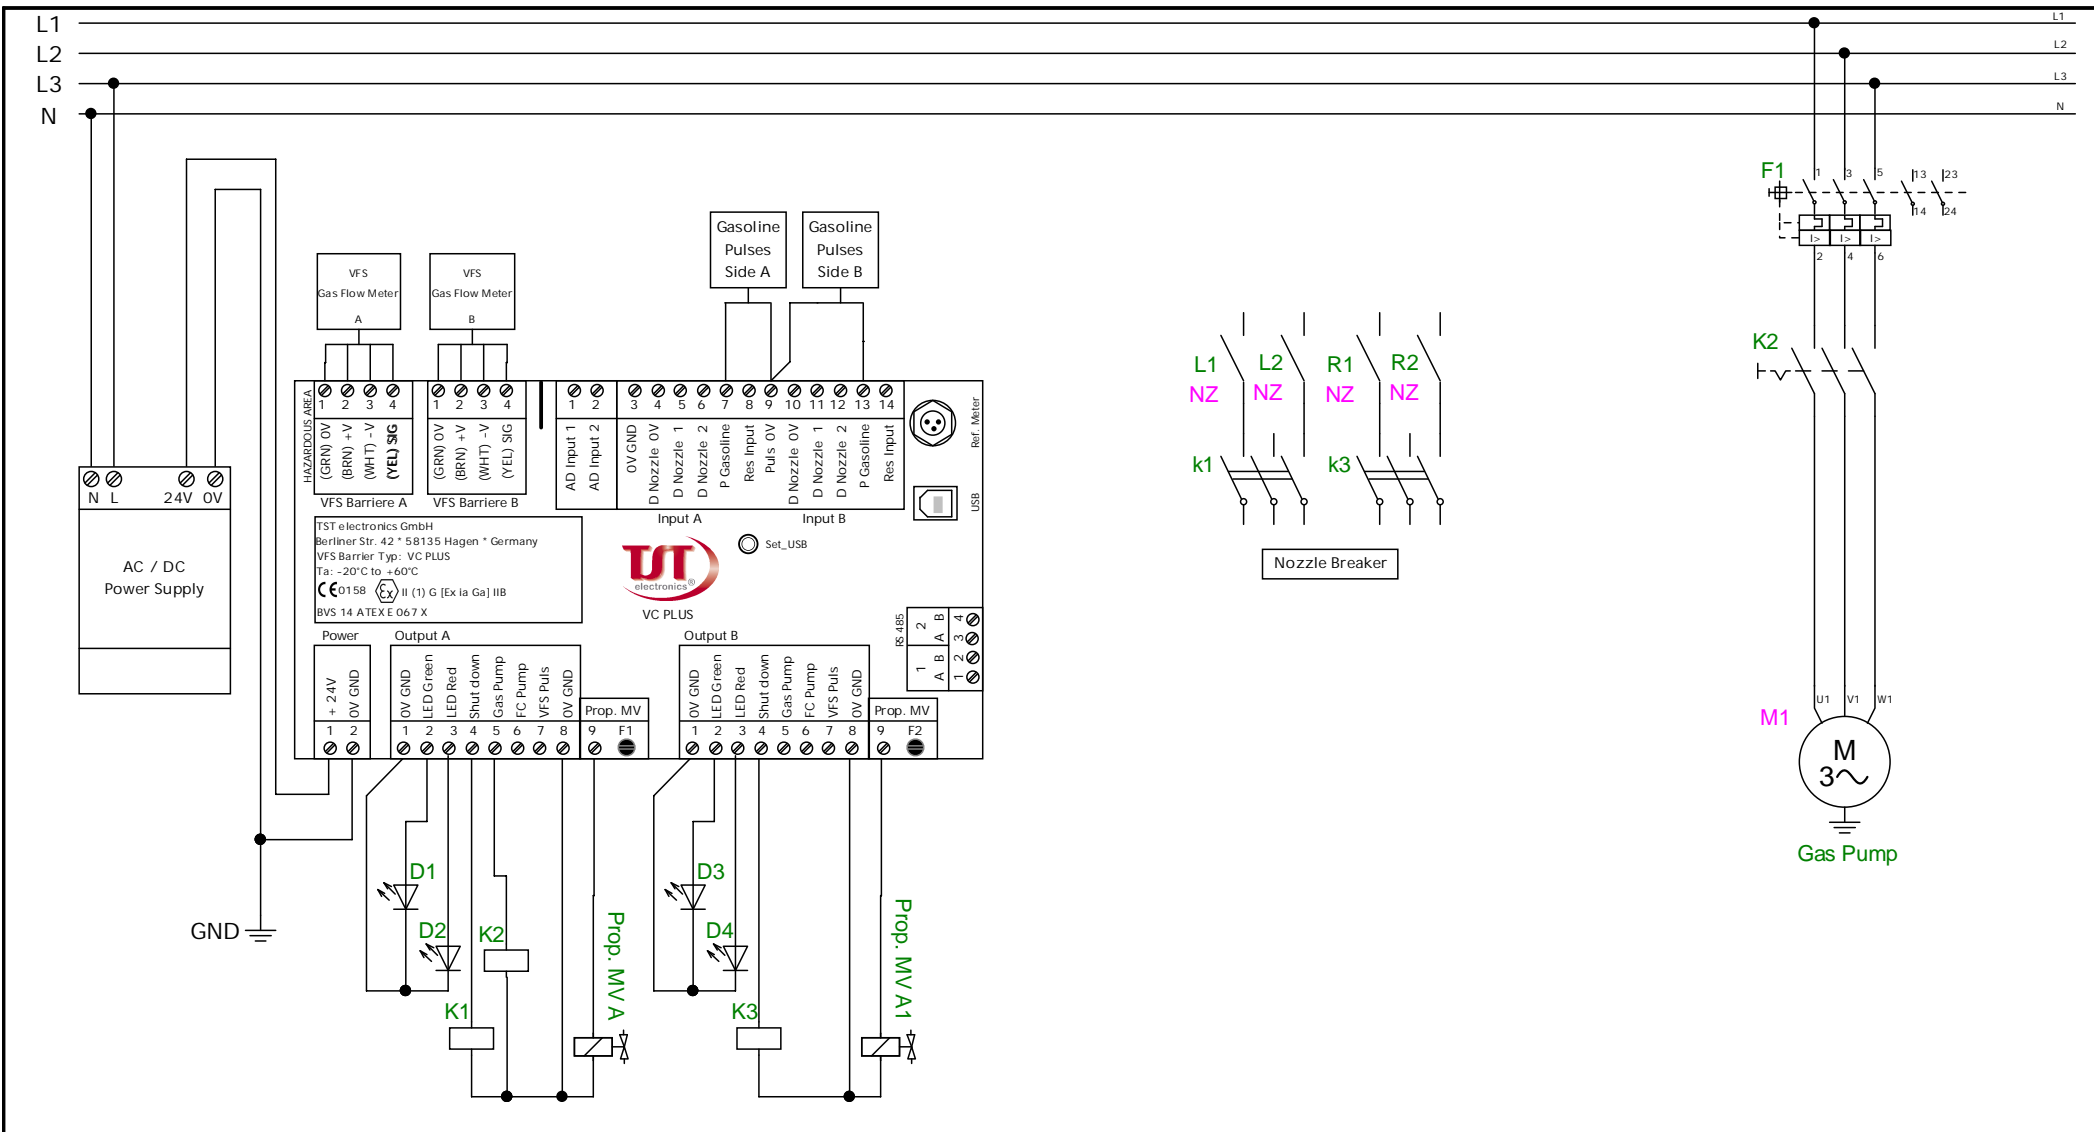 L1
L2
L3
N
L1
L2
L3
N
F1
1
3
5
13
23
14
24
I>
I>
I>
2
4
6
K2
U1
V1
W1
M1
M
3
Gas Pump
Gasoline
Pulses
Side A
Gasoline
Pulses
Side B
VFS
Gas Flow Meter
A
VFS
Gas Flow Meter
B
HAZARDOUS AREA
1 2 3 4
(GRN) 0V
(BRN) +V
(WHT) -V
(YEL) SIG
VFS Barriere A
1 2 3 4
(GRN) 0V
(BRN) +V
(WHT) -V
(YEL) SIG
VFS Barriere B
1 2
AD Input 1
AD Input 2
3 4 5 6 7 8 9 10 11 12 13 14
0V GND
D Nozzle 0V
D Nozzle 1
D Nozzle 2
P Gasoline
Res Input
Puls 0V
D Nozzle 0V
D Nozzle 1
D Nozzle 2
P Gasoline
Res Input
Input A
Input B
Ref. Meter
USB
Set_USB
TST electronics GmbH
Berliner Str. 42 * 58135 Hagen * Germany
VFS Barrier Typ: VC PLUS
Ta: -20°C to +60°C
CE 0158 Ex II (1) G [Ex ia Ga] IIB
BVS 14 ATEX E 067 X
TST
electronics®
VC PLUS
N L 24V 0V
AC / DC
Power Supply
Power
+ 24V
0V GND
1 2
Output A
0V GND
LED Green
LED Red
Shut down
Gas Pump
FC Pump
VFS Puls
0V GND
1 2 3 4 5 6 7 8
Prop. MV
9 F1
Output B
0V GND
LED Green
LED Red
Shut down
Gas Pump
FC Pump
VFS Puls
0V GND
1 2 3 4 5 6 7 8
Prop. MV
9 F2
RS 485
2
1
B
A
B
A
4
3
2
1
L1
NZ
L2
NZ
R1
NZ
R2
NZ
k1
k3
Nozzle Breaker
GND
D1
D2
K2
K1
Prop. MV A
D3
D4
K3
Prop. MV A1